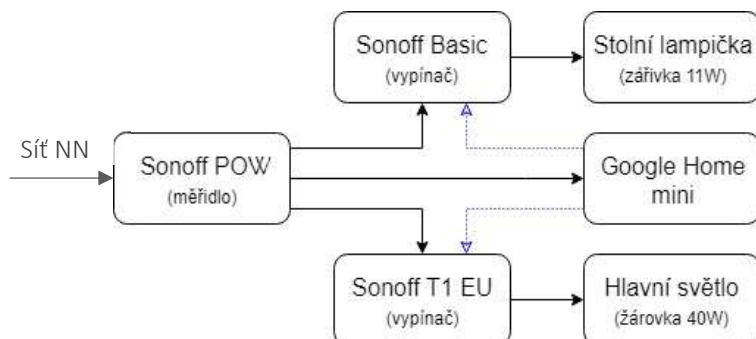 Sonoff Basic
(vypínač)
Stolní lampička
(zářivka 11W)
Síť NN
Sonoff POW
(měřidlo)
Google Home
mini
Sonoff T1 EU
(vypínač)
Hlavní světlo
(žárovka 40W)